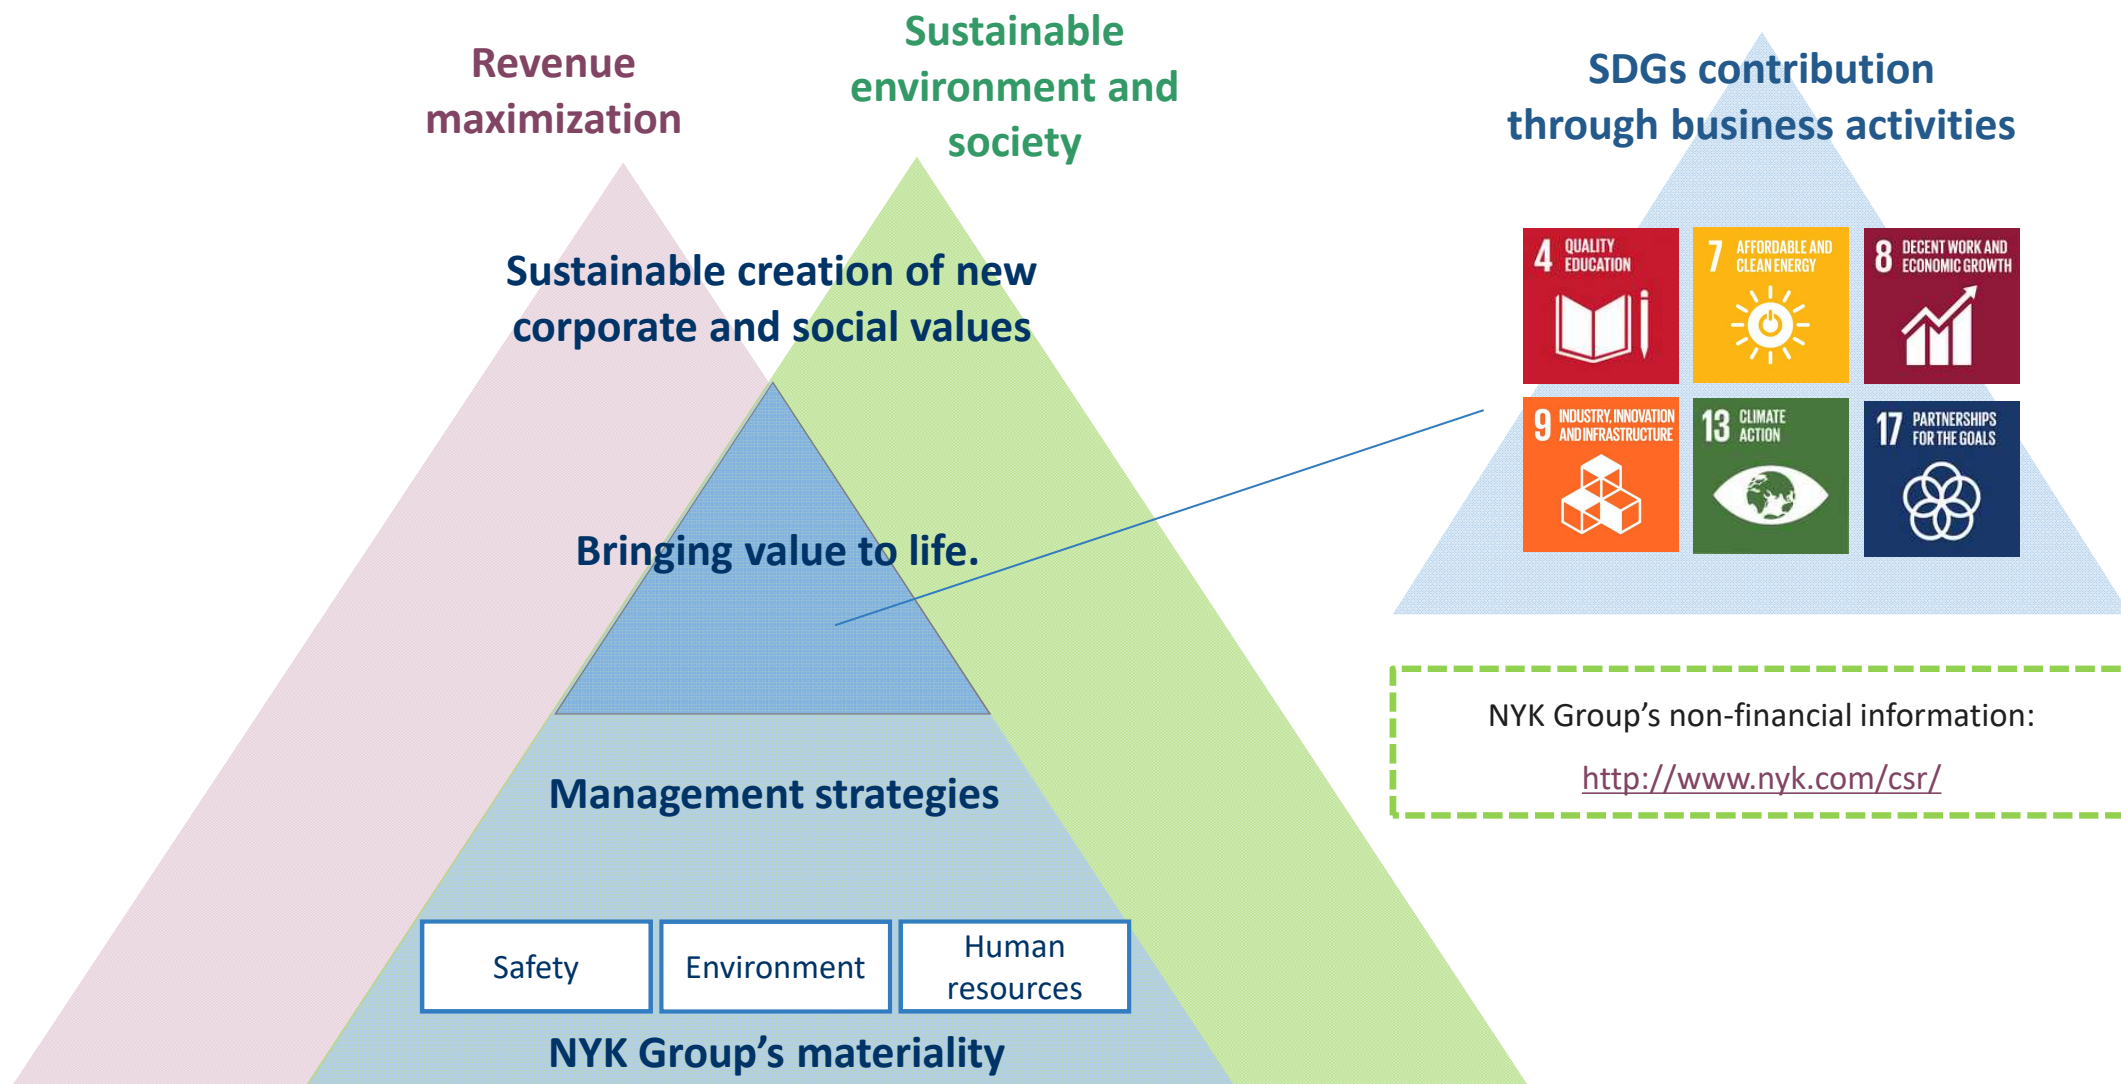 Revenue
maximization
Sustainable
environment and
society
Sustainable creation of new
corporate and social values
Bringing value to life.
Management strategies
Safety
Environment
Human
resources
NYK Group’s materiality
SDGs contribution
through business activities
4 QUALITY
EDUCATION
7 AFFORDABLE AND
CLEAN ENERGY
8 DECENT WORK AND
ECONOMIC GROWTH
9 INDUSTRY, INNOVATION
AND INFRASTRUCTURE
13 CLIMATE
ACTION
17 PARTNERSHIPS
FOR THE GOALS
NYK Group’s non-financial information:
http://www.nyk.com/csr/